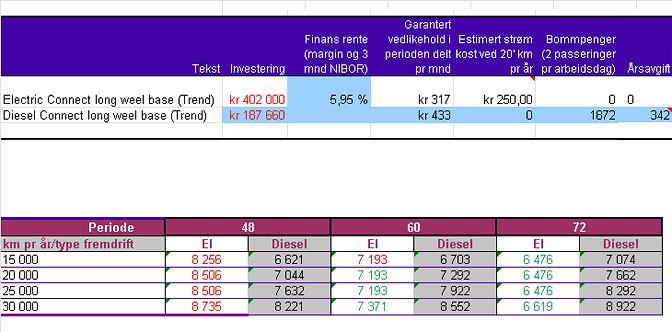 Tekst Investering Finans rente (margin og 3 mnd NIBOR) Garantert vedlikehold i perioden delt pr mnd Estimert strøm kost ved 20' km pr år Bommpenger (2 passeringer pr arbeidsdag) Årsavgift
Electric Connect long weel base (Trend) kr 402 000 5,95 % kr 317 kr 250,00 0 0
Diesel Connect long weel base (Trend) kr 187 660 kr 433 0 1872 342
Periode 48 60 72
km pr år/type fremdrift El Diesel El Diesel El Diesel
15 000 8 256 6 621 7 193 6 703 6 476 7 074
20 000 8 506 7 044 7 193 7 292 6 476 7 662
25 000 8 506 7 632 7 193 7 922 6 476 8 292
30 000 8 735 8 221 7 371 8 552 6 619 8 922